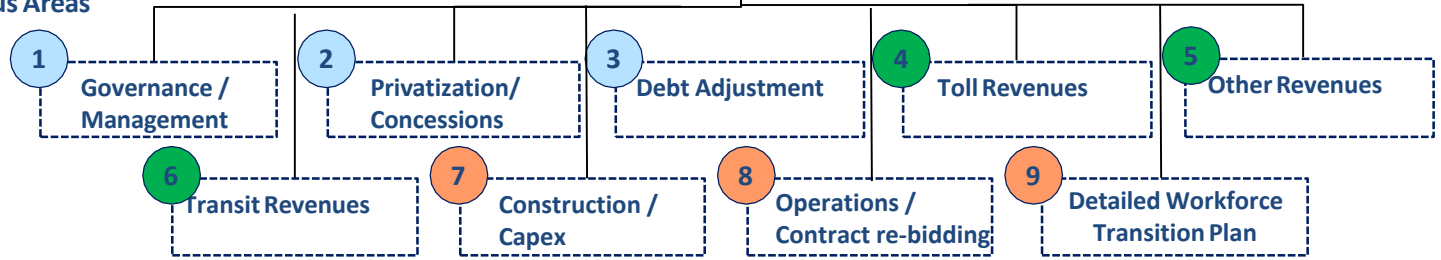 us Areas
1
Governance /
Management
2
Privatization/
Concessions
3
Debt Adjustment
4
Toll Revenues
5
Other Revenues
6
Transit Revenues
7
Construction /
Capex
8
Operations /
Contract re-bidding
9
Detailed Workforce
Transition Plan